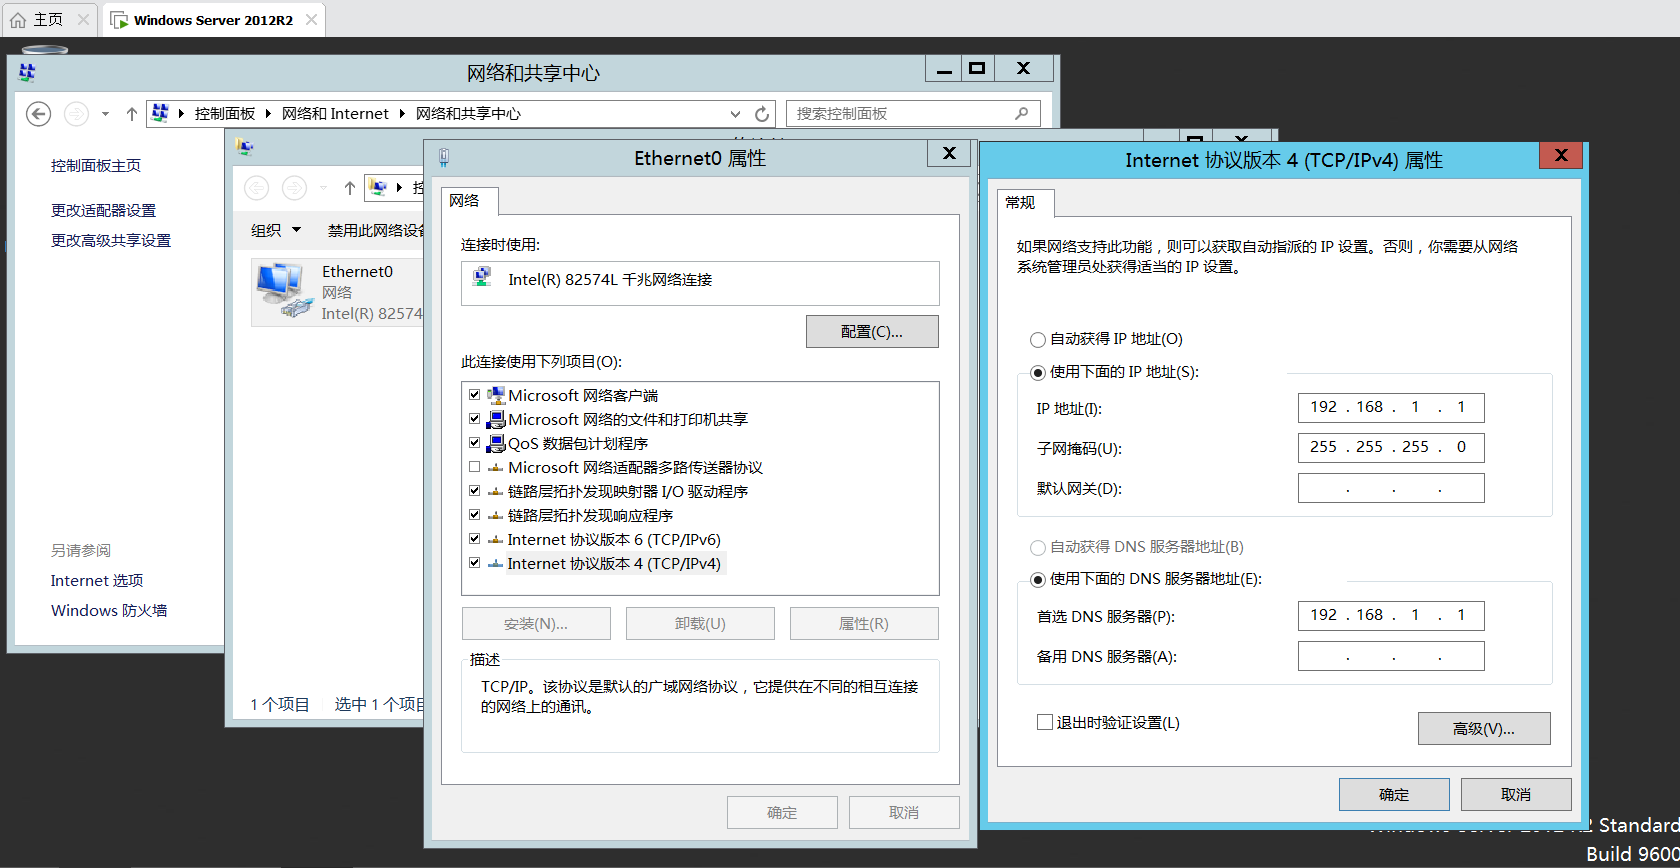 主页
Windows Server 2012R2
网络和共享中心
控制面板 网络和 Internet 网络和共享中心
搜索控制面板
控制面板主页
更改适配器设置
更改高级共享设置
另请参阅
Internet 选项
Windows 防火墙
组织
禁用此网络设
Ethernet0
网络
Intel(R) 82574
1 个项目
选中 1 个项
Ethernet0 属性
网络
连接时使用:
Intel(R) 82574L 千兆网络连接
配置(C)...
此连接使用下列项目(O):
Microsoft 网络客户端
Microsoft 网络的文件和打印机共享
QoS 数据包计划程序
Microsoft 网络适配器多路传送器协议
链路层拓扑发现映射器 I/O 驱动程序
链路层拓扑发现响应程序
Internet 协议版本 6 (TCP/IPv6)
Internet 协议版本 4 (TCP/IPv4)
安装(N)...
卸载(U)
属性(R)
描述
TCP/IP。该协议是默认的广域网络协议，它提供在不同的相互连接
的网络上的通讯。
确定
取消
Internet 协议版本 4 (TCP/IPv4) 属性
常规
如果网络支持此功能，则可以获取自动指派的 IP 设置。否则，你需要从网络
系统管理员处获得适当的 IP 设置。
自动获得 IP 地址(O)
使用下面的 IP 地址(S):
IP 地址(I):
192 . 168 . 1 . 1
子网掩码(U):
255 . 255 . 255 . 0
默认网关(D):
. . .
自动获得 DNS 服务器地址(B)
使用下面的 DNS 服务器地址(E):
首选 DNS 服务器(P):
192 . 168 . 1 . 1
备用 DNS 服务器(A):
. . .
退出时验证设置(L)
高级(V)...
确定
取消
Standard
Build 9600